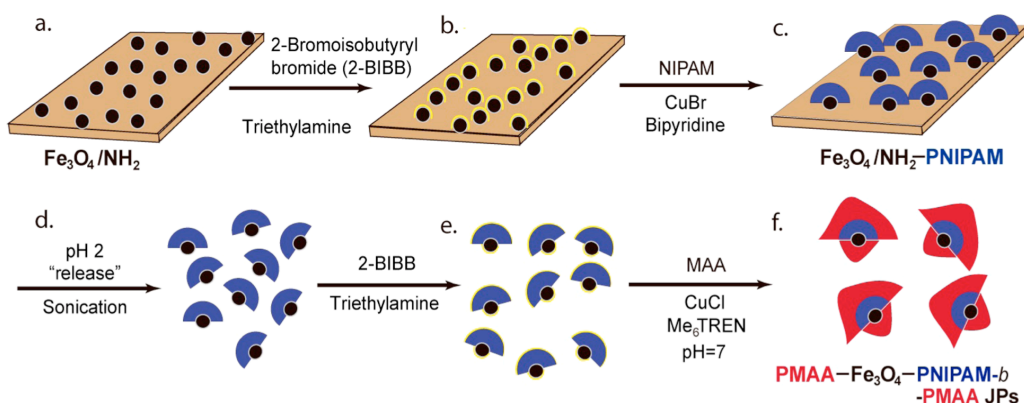 a.
2-Bromoisobutyryl
bromide (2-BIBB)
Triethylamine
Fe₃O₄/NH₂
b.
NIPAM
CuBr
Bipyridine
c.
Fe₃O₄/NH₂–PNIPAM
d.
pH 2
“release”
Sonication
2-BIBB
Triethylamine
e.
MAA
CuCl
Me₆TREN
pH=7
f.
PMAA–Fe₃O₄–PNIPAM-b
-PMAA JPs